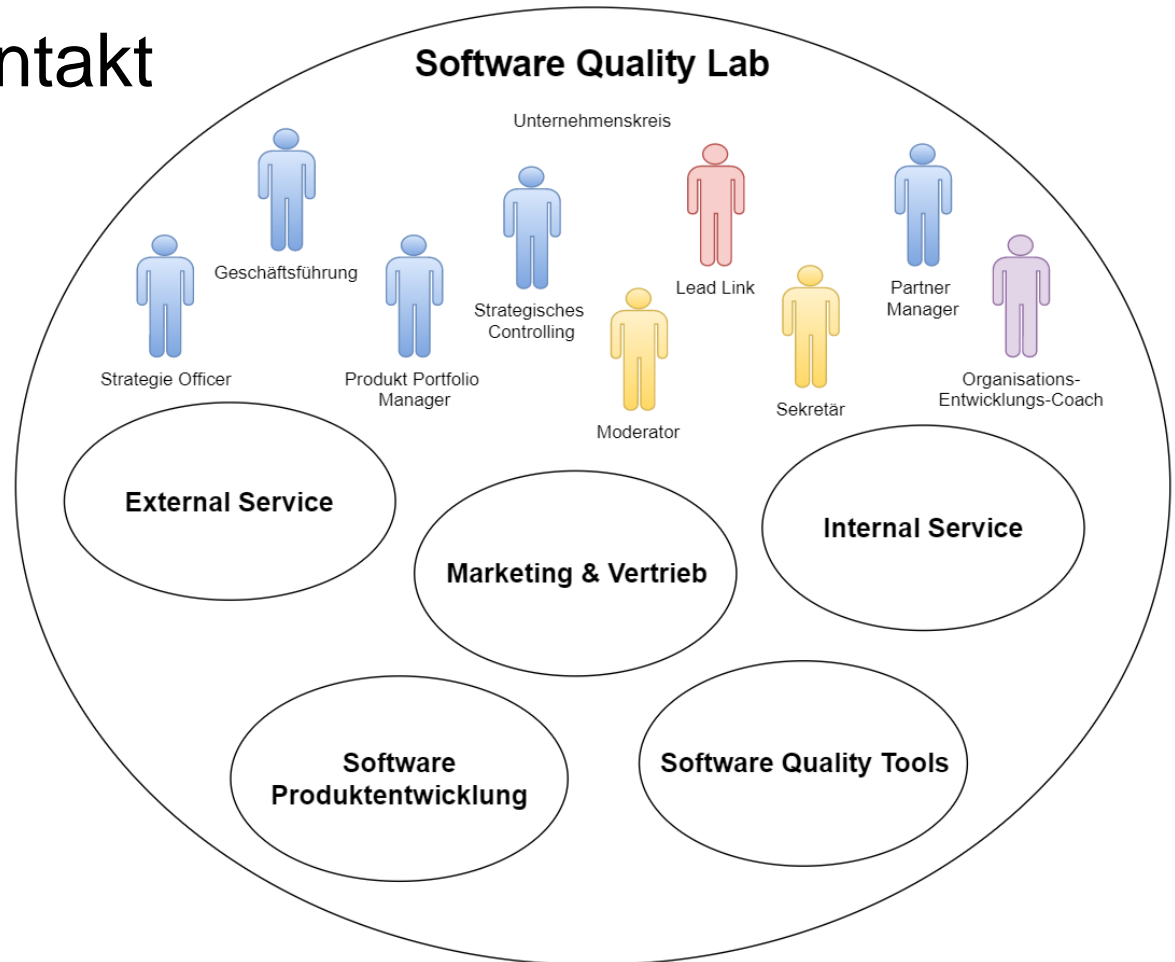 ntakt
Software Quality Lab
Unternehmenskreis
Geschäftsführung
Lead Link
Partner
Manager
Strategisches
Controlling
Strategie Officer
Produkt Portfolio
Manager
Moderator
Sekretär
Organisations-
Entwicklungs-Coach
External Service
Marketing & Vertrieb
Internal Service
Software
Produktentwicklung
Software Quality Tools